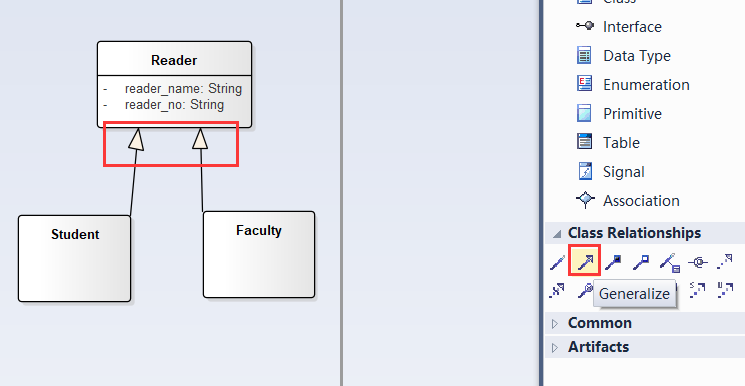 Reader
- reader_name: String
- reader_no: String
Student
Faculty
Class
Interface
Data Type
Enumeration
Primitive
Table
Signal
Association
Class Relationships
Generalize
Common
Artifacts